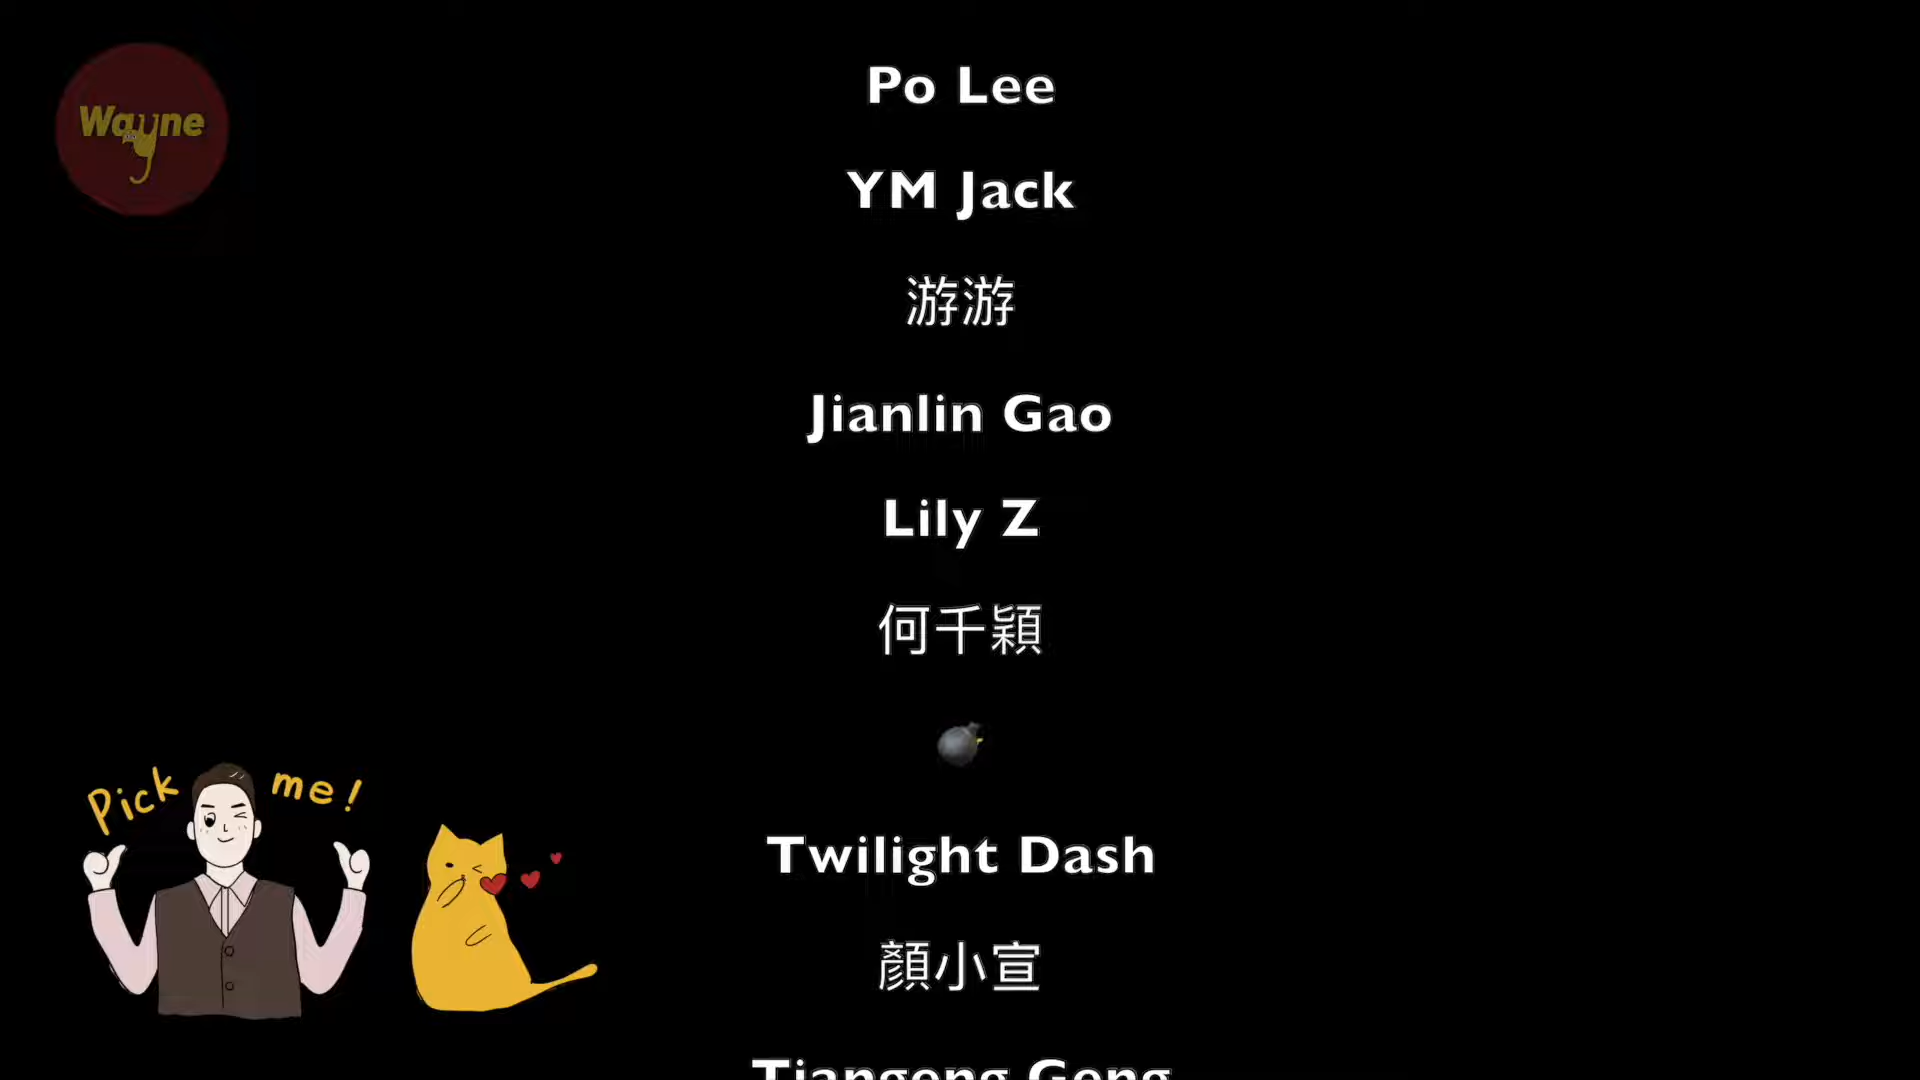 Wayne
Po Lee
YM Jack
游游
Jianlin Gao
Lily Z
何千穎
Pick me!
Twilight Dash
顏小宣